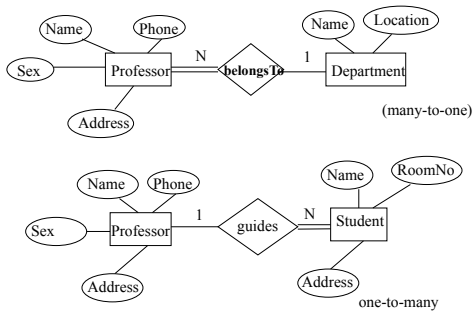 Name
Phone
Name
Location
Sex
Professor
N
belongsTo
1
Department
Address
(many-to-one)
Name
Phone
Name
RoomNo
Sex
Professor
1
guides
N
Student
Address
Address
one-to-many